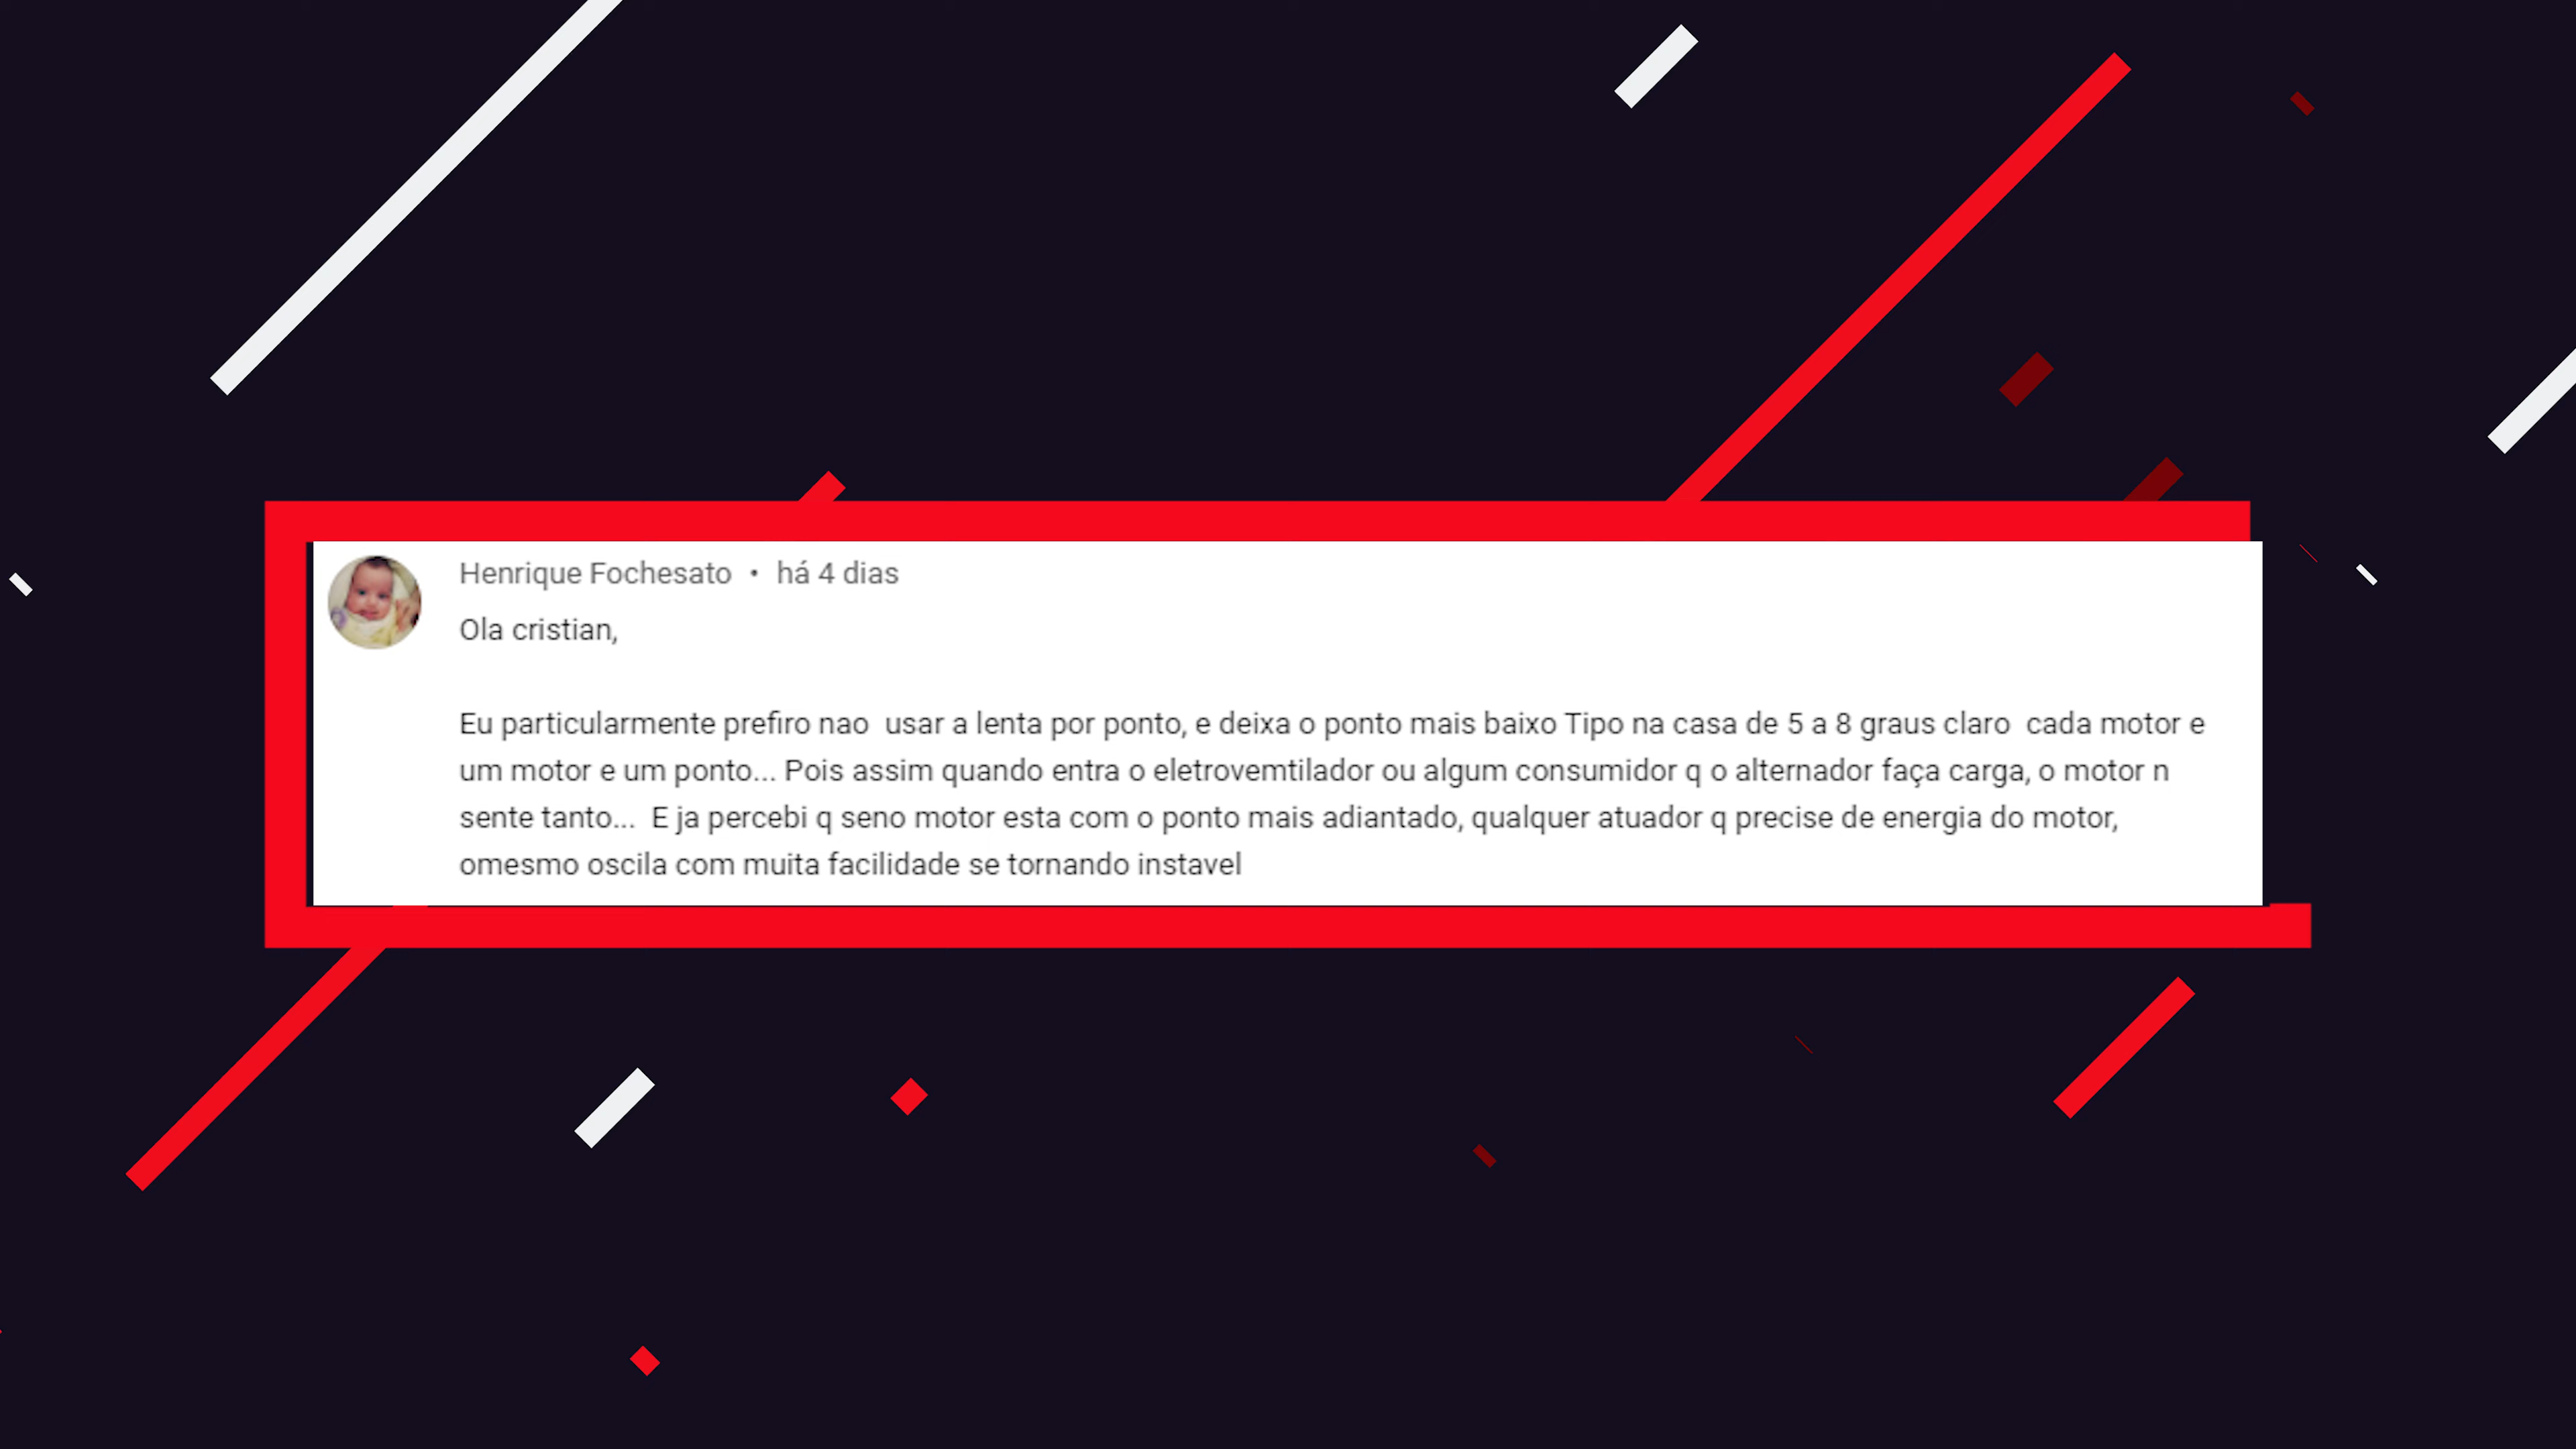 Henrique Fochesato • há 4 dias
Ola cristian,
Eu particularmente prefiro nao  usar a lenta por ponto, e deixa o ponto mais baixo Tipo na casa de 5 a 8 graus claro  cada motor e
um motor e um ponto... Pois assim quando entra o eletrovemtilador ou algum consumidor q o alternador faça carga, o motor n
sente tanto...  E ja percebi q seno motor esta com o ponto mais adiantado, qualquer atuador q precise de energia do motor,
omesmo oscila com muita facilidade se tornando instavel